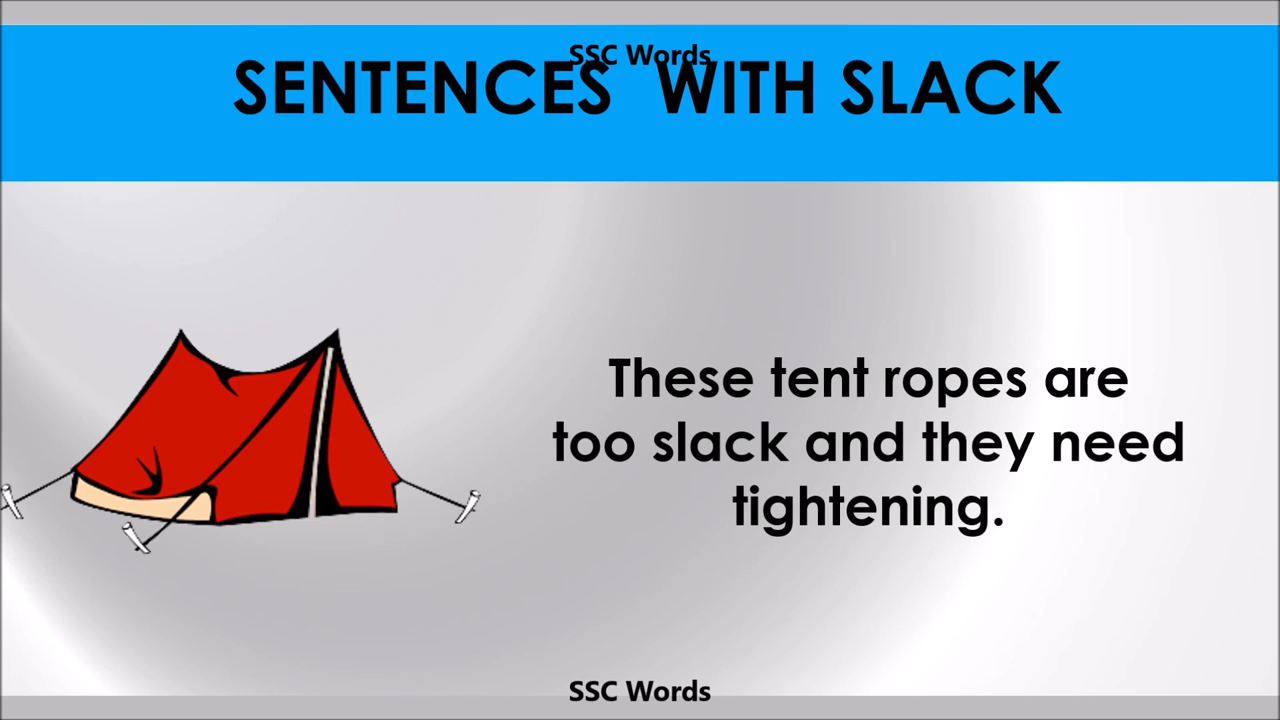 SSC Words
SENTENCES WITH SLACK
These tent ropes are
too slack and they need
tightening.
SSC Words